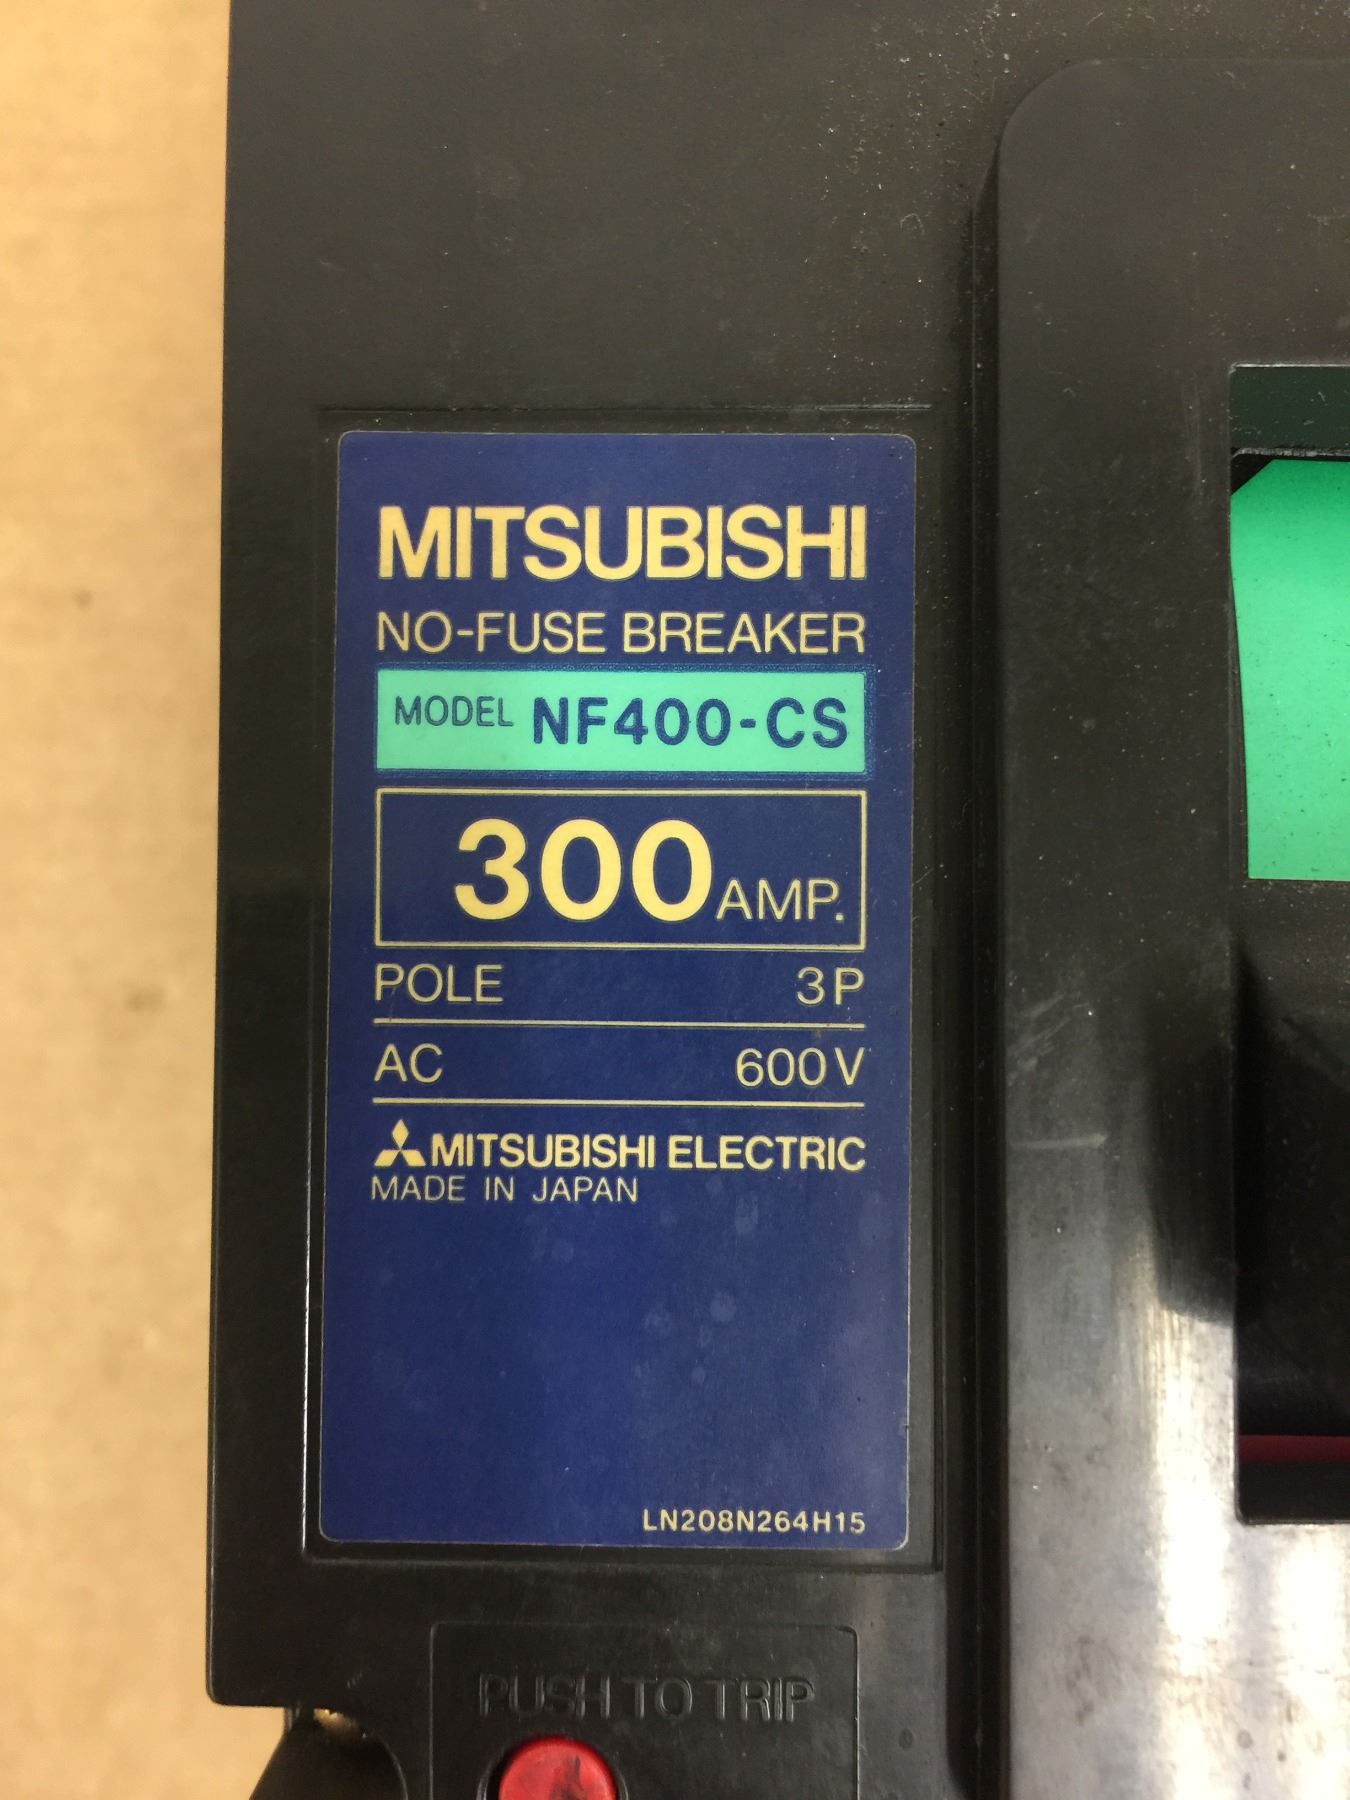 MITSUBISHI
NO-FUSE BREAKER
MODEL NF400-CS
300 AMP.
POLE 3P
AC 600V
MITSUBISHI ELECTRIC
MADE IN JAPAN
LN208N264H15
PUSH TO TRIP